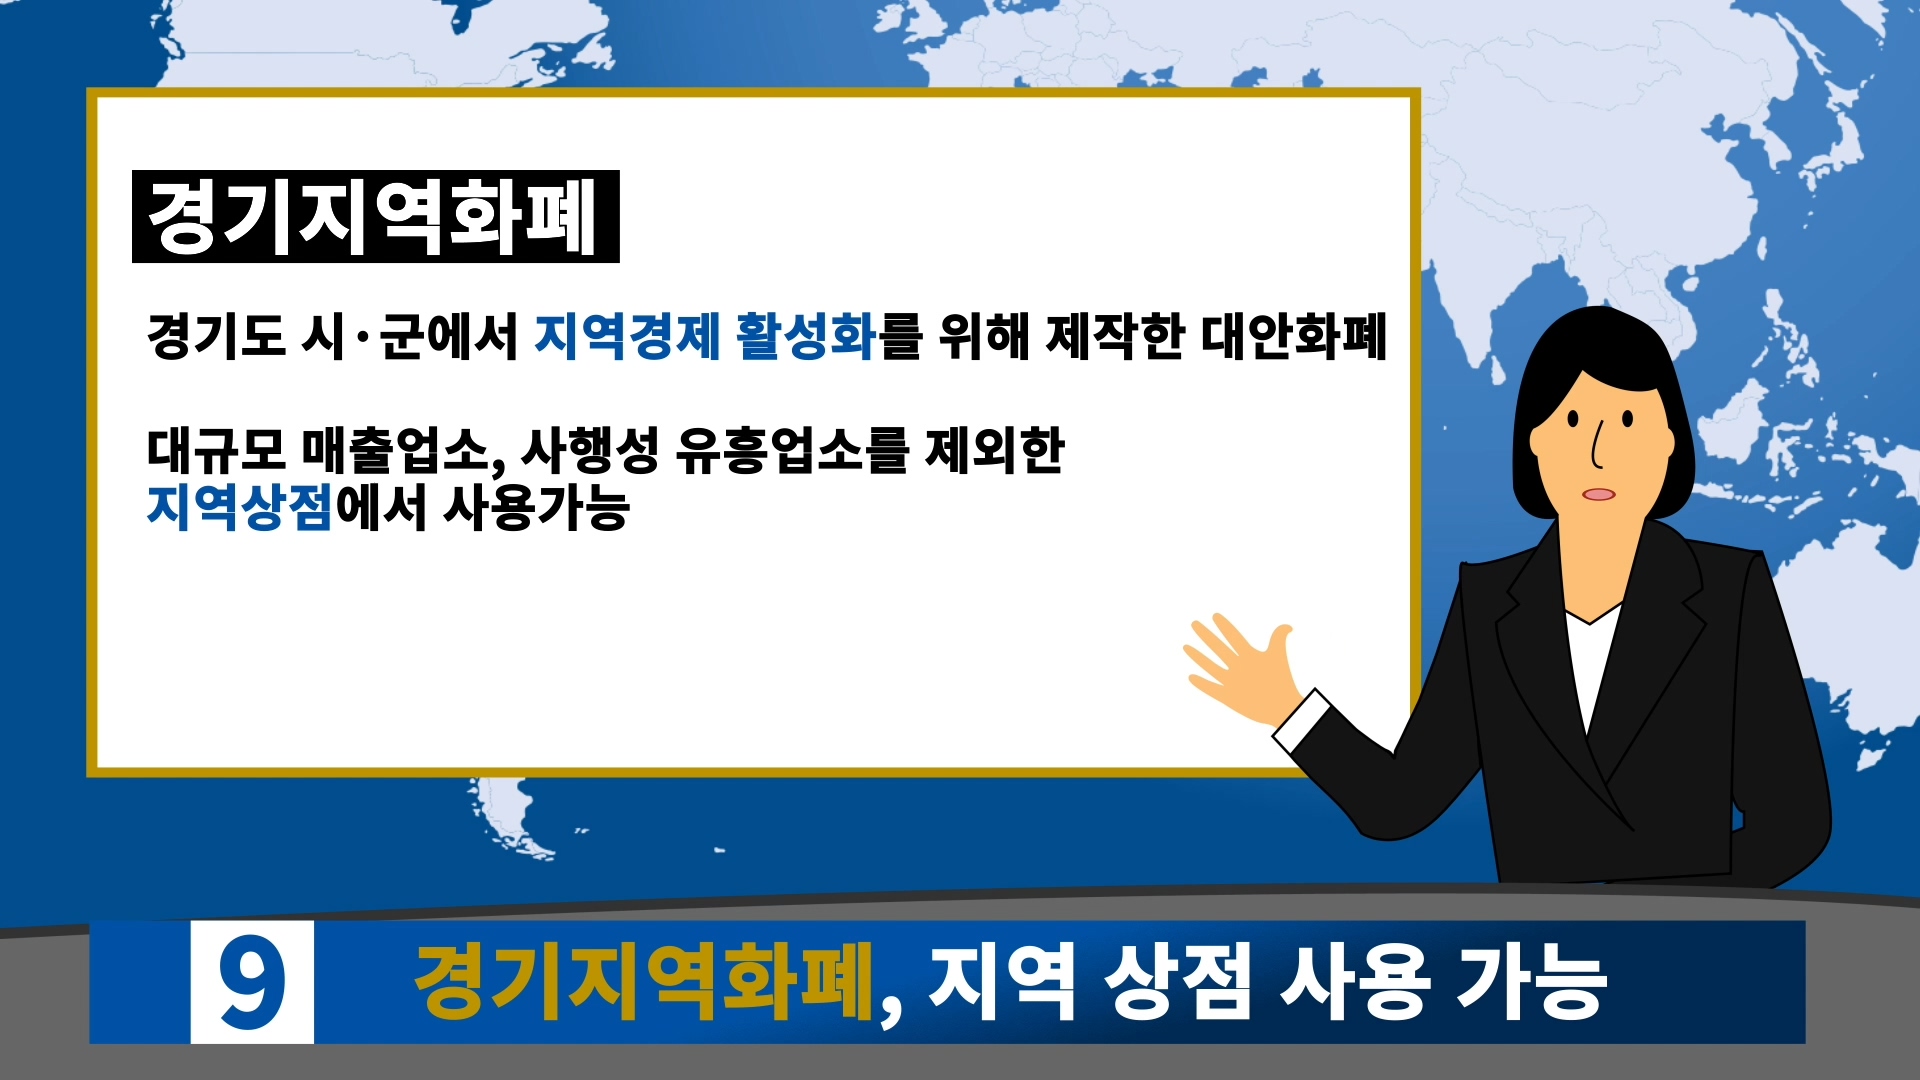 경기지역화폐
경기도 시·군에서 지역경제 활성화를 위해 제작한 대안화폐
대규모 매출업소, 사행성 유흥업소를 제외한
지역상점에서 사용가능
9 경기지역화폐, 지역 상점 사용 가능